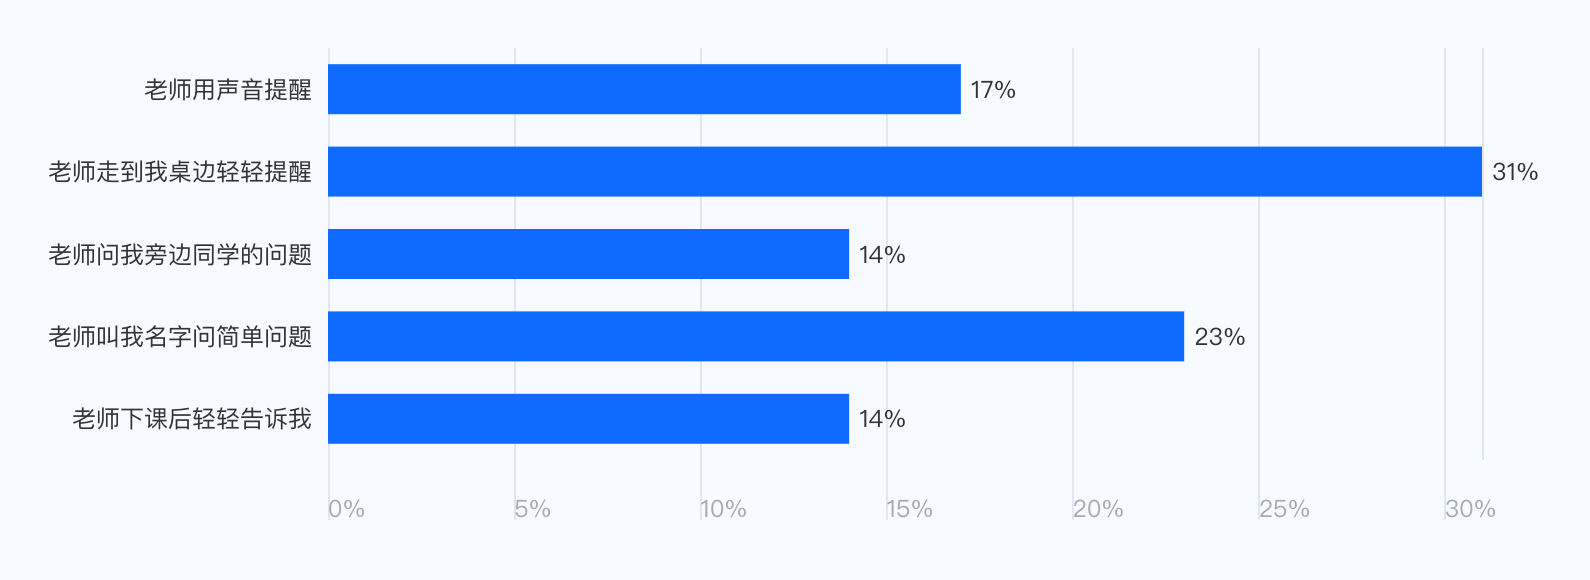 老师用声音提醒 17%
老师走到我桌边轻轻提醒 31%
老师问我旁边同学的问题 14%
老师叫我名字问简单问题 23%
老师下课后轻轻告诉我 14%
0% 5% 10% 15% 20% 25% 30%